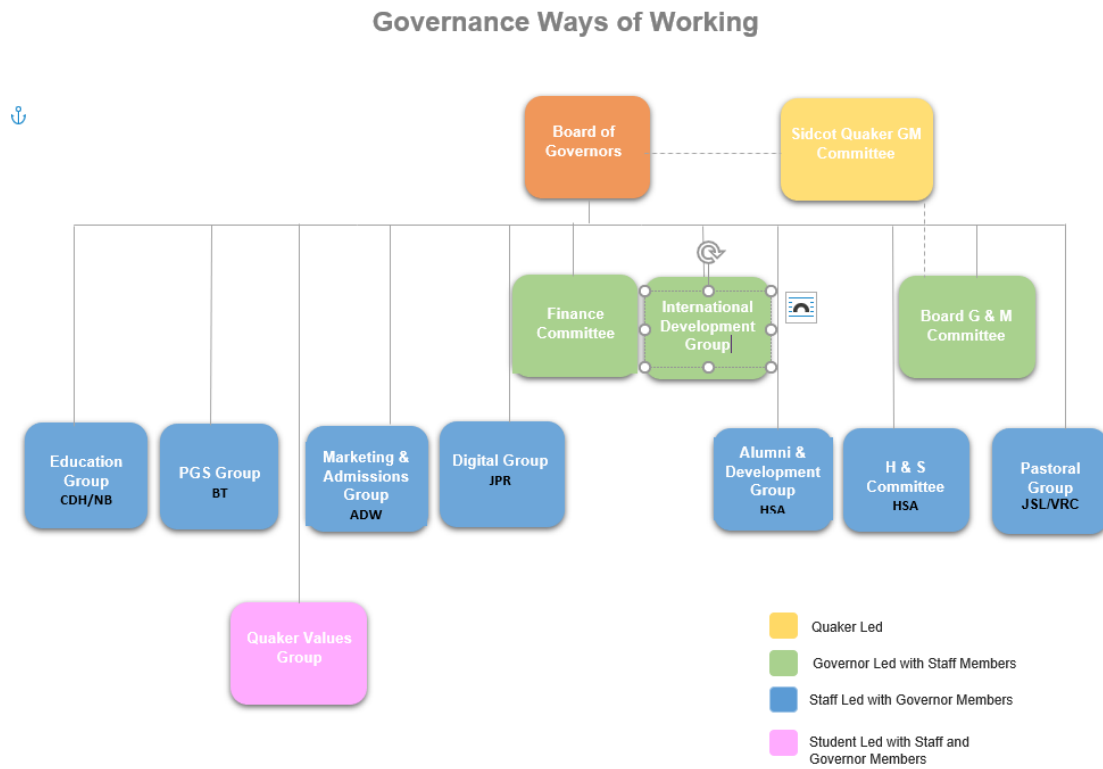 Governance Ways of Working
Board of
Governors
Sidcot Quaker GM
Committee
Finance
Committee
International
Development
Group
Board G & M
Committee
Education
Group
CDH/NB
PGS Group
BT
Marketing &
Admissions
Group
ADW
Digital Group
JPR
Alumni &
Development
Group
HSA
H & S
Committee
HSA
Pastoral
Group
JSL/VRC
Quaker Values
Group
Quaker Led
Governor Led with Staff Members
Staff Led with Governor Members
Student Led with Staff and
Governor Members